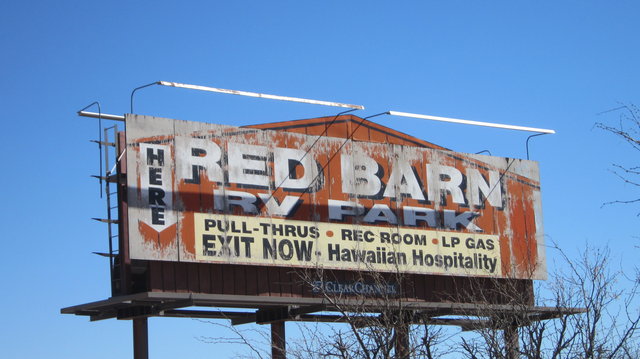 HERE
RED BARN
RV PARK
PULL-THRUS • REC ROOM • LP GAS
EXIT NOW • Hawaiian Hospitality
CLEAR CHANNEL